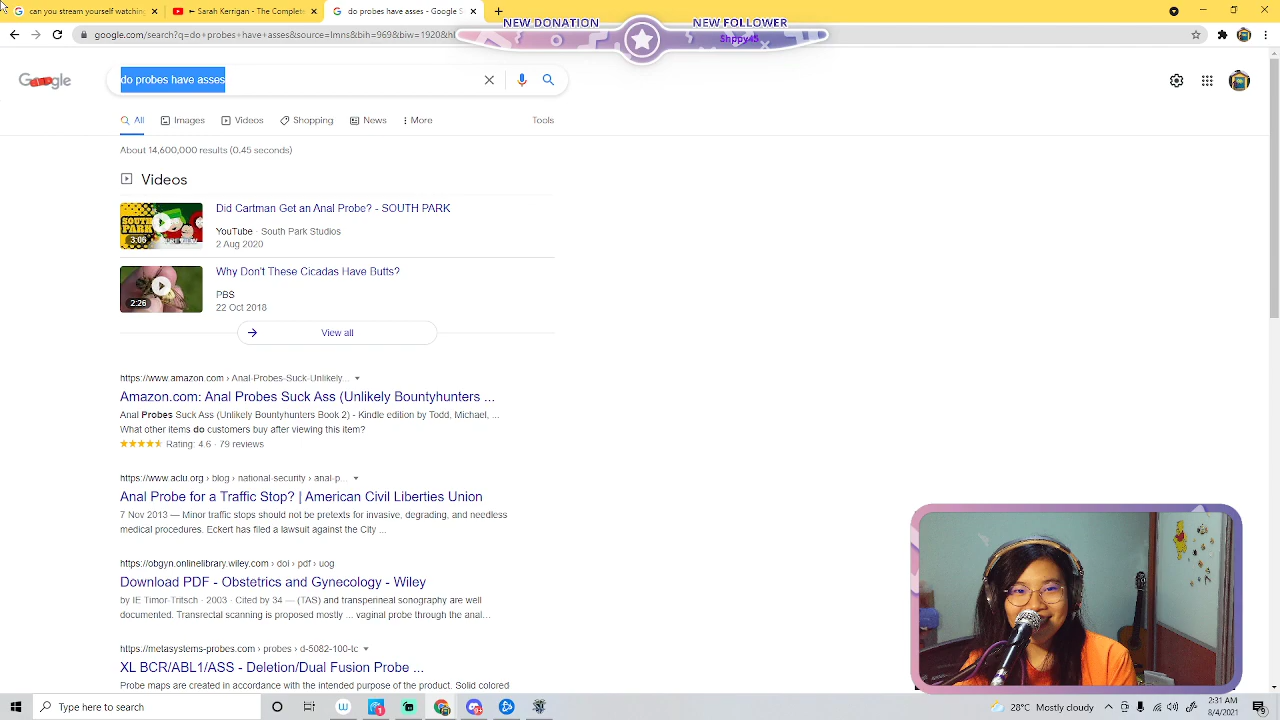 using karting - The Complete
do probes have asses - Google S
NEW DONATION
NEW FOLLOWER
Shppy45
google.com/search?q=do+probes+have+asses&source=lmns&bih=969&biw=1920&h
Google
do probes have asses
All
Images
Videos
Shopping
News
More
Tools
About 14,600,000 results (0.45 seconds)
Videos
Did Cartman Get an Anal Probe? - SOUTH PARK
YouTube · South Park Studios
2 Aug 2020
SOUTH
PARK
3:05
Why Don't These Cicadas Have Butts?
PBS
22 Oct 2018
2:26
View all
https://www.amazon.com › Anal-Probes-Suck-Unlikely...
Amazon.com: Anal Probes Suck Ass (Unlikely Bountyhunters ...
Anal Probes Suck Ass (Unlikely Bountyhunters Book 2) - Kindle edition by Todd, Michael, ...
What other items do customers buy after viewing this item?
Rating: 4.6 · 79 reviews
https://www.aclu.org › blog › national-security › anal-p...
Anal Probe for a Traffic Stop? | American Civil Liberties Union
7 Nov 2013 — Minor traffic stops should not be pretexts for invasive, degrading, and needless
medical procedures. Eckert has filed a lawsuit against the City ...
https://obgyn.onlinelibrary.wiley.com › doi › pdf › uog
Download PDF - Obstetrics and Gynecology - Wiley
by IE Timor-Tritsch · 2003 · Cited by 34 — (TAS) and transperineal sonography are well
documented. Transrectal scanning is proposed mostly ... vaginal probe through the anal...
https://metasystems-probes.com › probes › d-5082-100-tc
XL BCR/ABL1/ASS - Deletion/Dual Fusion Probe ...
Probe maps are created in accordance with the intended purpose of the product. Solid colored
Type here to search
28°C Mostly cloudy
2:31 AM
8/4/2021